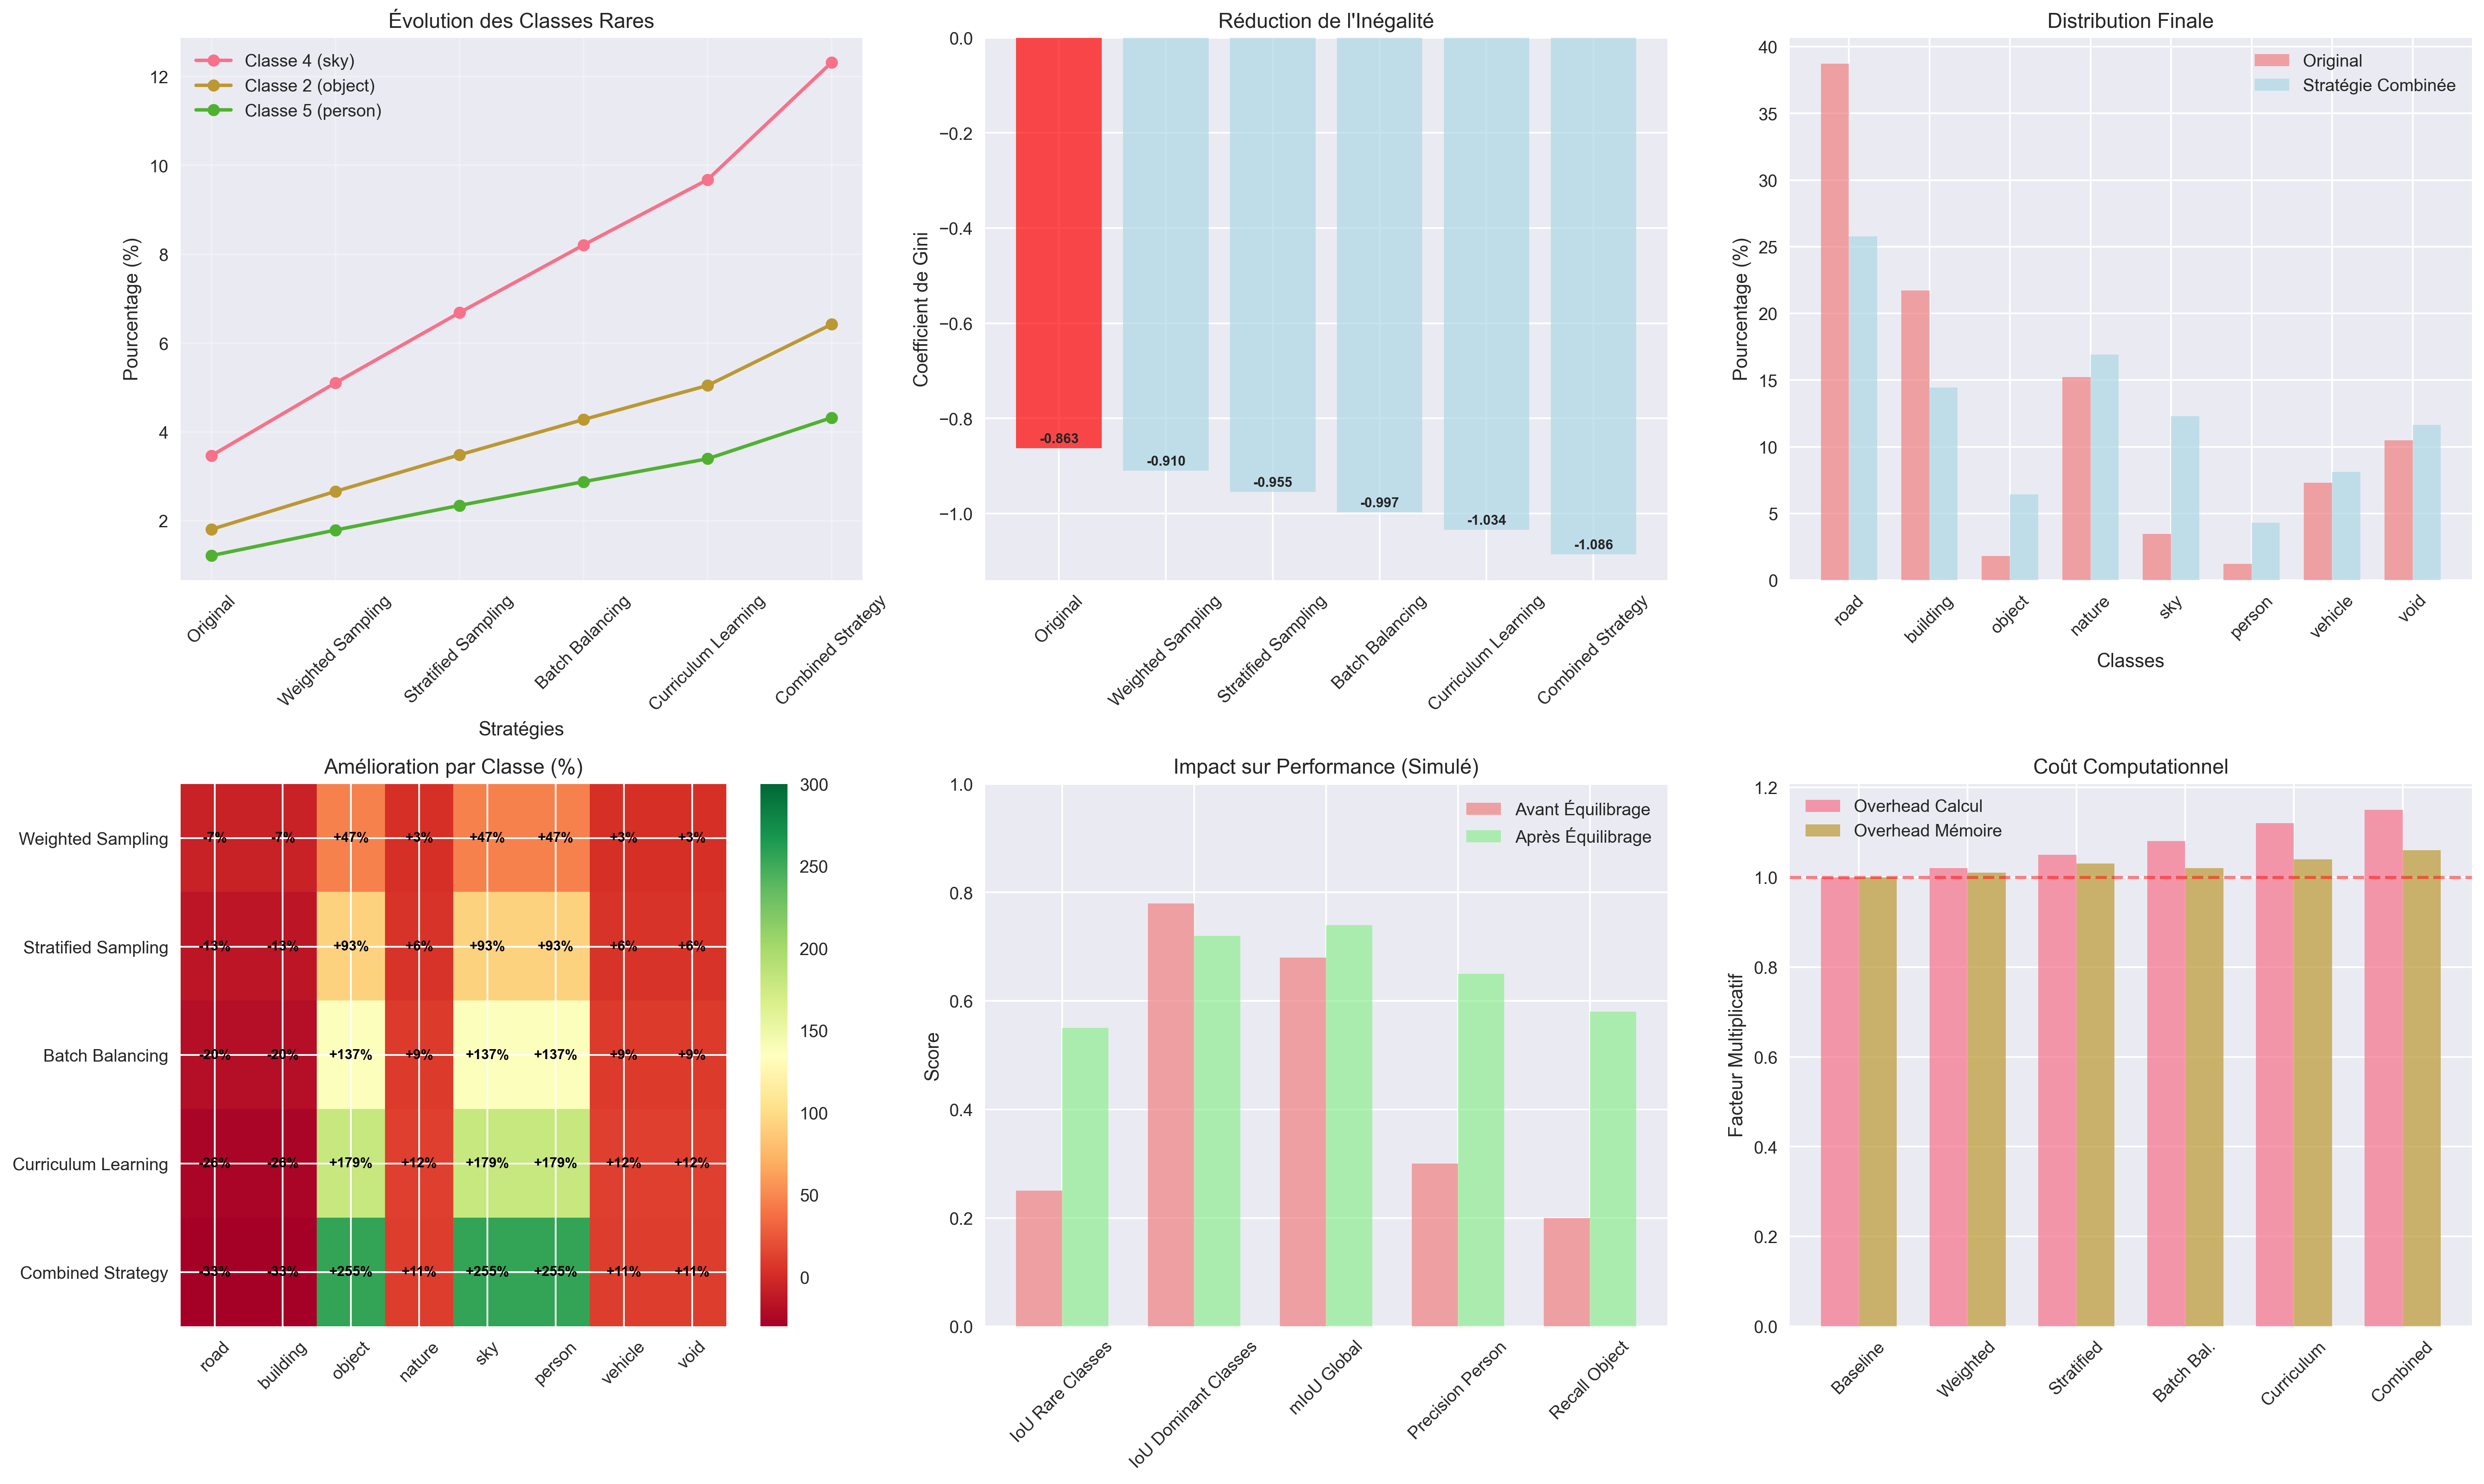 Évolution des Classes Rares
Classe 4 (sky)
Classe 2 (object)
Classe 5 (person)
Pourcentage (%)
12
10
8
6
4
2
Original
Weighted Sampling
Stratified Sampling
Batch Balancing
Curriculum Learning
Combined Strategy
Stratégies
Réduction de l'Inégalité
Coefficient de Gini
0.0
−0.2
−0.4
−0.6
−0.8
−1.0
-0.863
-0.910
-0.955
-0.997
-1.034
-1.086
Original
Weighted Sampling
Stratified Sampling
Batch Balancing
Curriculum Learning
Combined Strategy
Distribution Finale
Original
Stratégie Combinée
Pourcentage (%)
40
35
30
25
20
15
10
5
0
road
building
object
nature
sky
person
vehicle
void
Classes
Amélioration par Classe (%)
Weighted Sampling
-7% -7% +47% +3% +47% +47% +3% +3%
Stratified Sampling
-13% -13% +93% +6% +93% +93% +6% +6%
Batch Balancing
-20% -20% +137% +9% +137% +137% +9% +9%
Curriculum Learning
-26% -26% +179% +12% +179% +179% +12% +12%
Combined Strategy
-33% -33% +255% +11% +255% +255% +11% +11%
road
building
object
nature
sky
person
vehicle
void
300
250
200
150
100
50
0
Impact sur Performance (Simulé)
Avant Équilibrage
Après Équilibrage
Score
1.0
0.8
0.6
0.4
0.2
0.0
IoU Rare Classes
IoU Dominant Classes
mIoU Global
Precision Person
Recall Object
Coût Computationnel
Overhead Calcul
Overhead Mémoire
Facteur Multiplicatif
1.2
1.0
0.8
0.6
0.4
0.2
0.0
Baseline
Weighted
Stratified
Batch Bal.
Curriculum
Combined